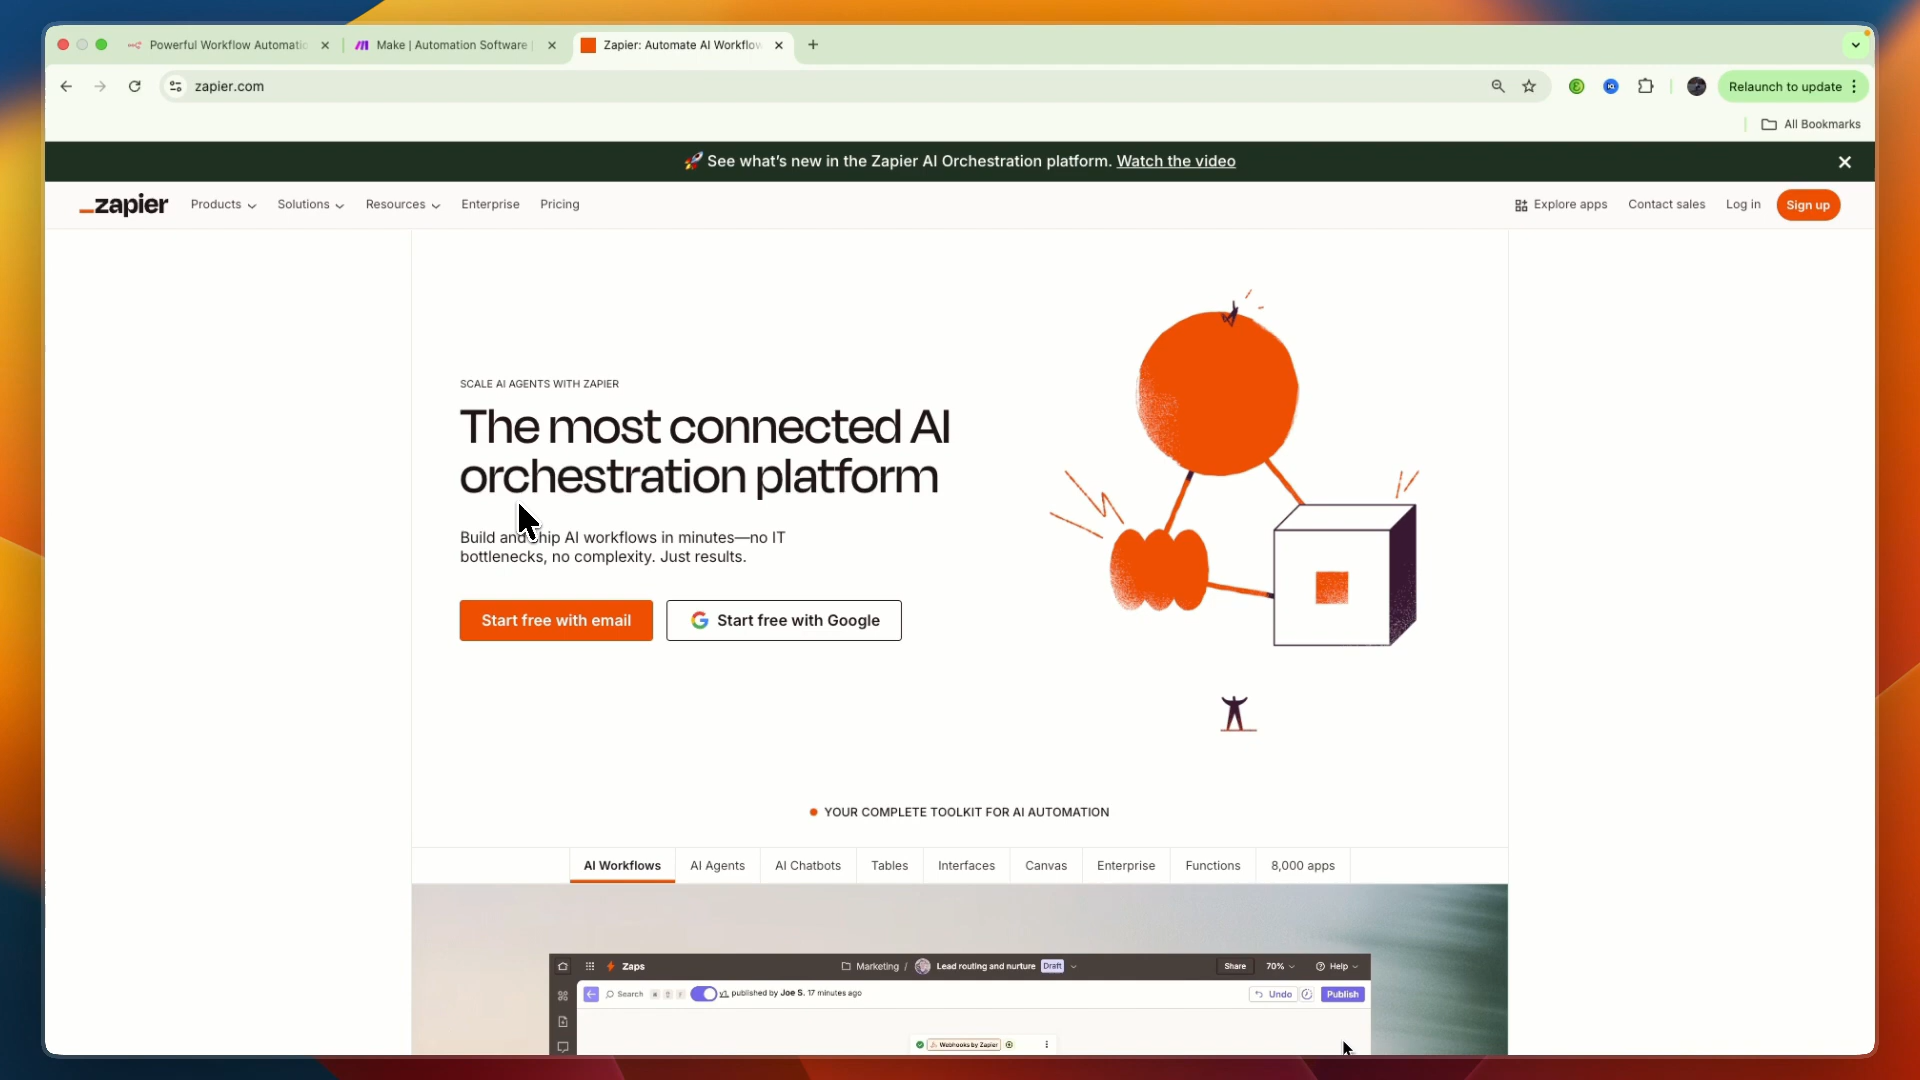 Powerful Workflow Automatic
Make | Automation Software |
Zapier: Automate AI Workflow
zapier.com
Relaunch to update
All Bookmarks
🚀 See what's new in the Zapier AI Orchestration platform. Watch the video
zapier
Products
Solutions
Resources
Enterprise
Pricing
Explore apps
Contact sales
Log in
Sign up
SCALE AI AGENTS WITH ZAPIER
The most connected AI
orchestration platform
Build and ship AI workflows in minutes—no IT
bottlenecks, no complexity. Just results.
Start free with email
Start free with Google
YOUR COMPLETE TOOLKIT FOR AI AUTOMATION
AI Workflows
AI Agents
AI Chatbots
Tables
Interfaces
Canvas
Enterprise
Functions
8,000 apps
Zaps
Marketing / Lead routing and nurture Draft
Share
70%
Help
Search
v1 published by Joe S. 17 minutes ago
Undo
Publish
Webhooks by Zapier